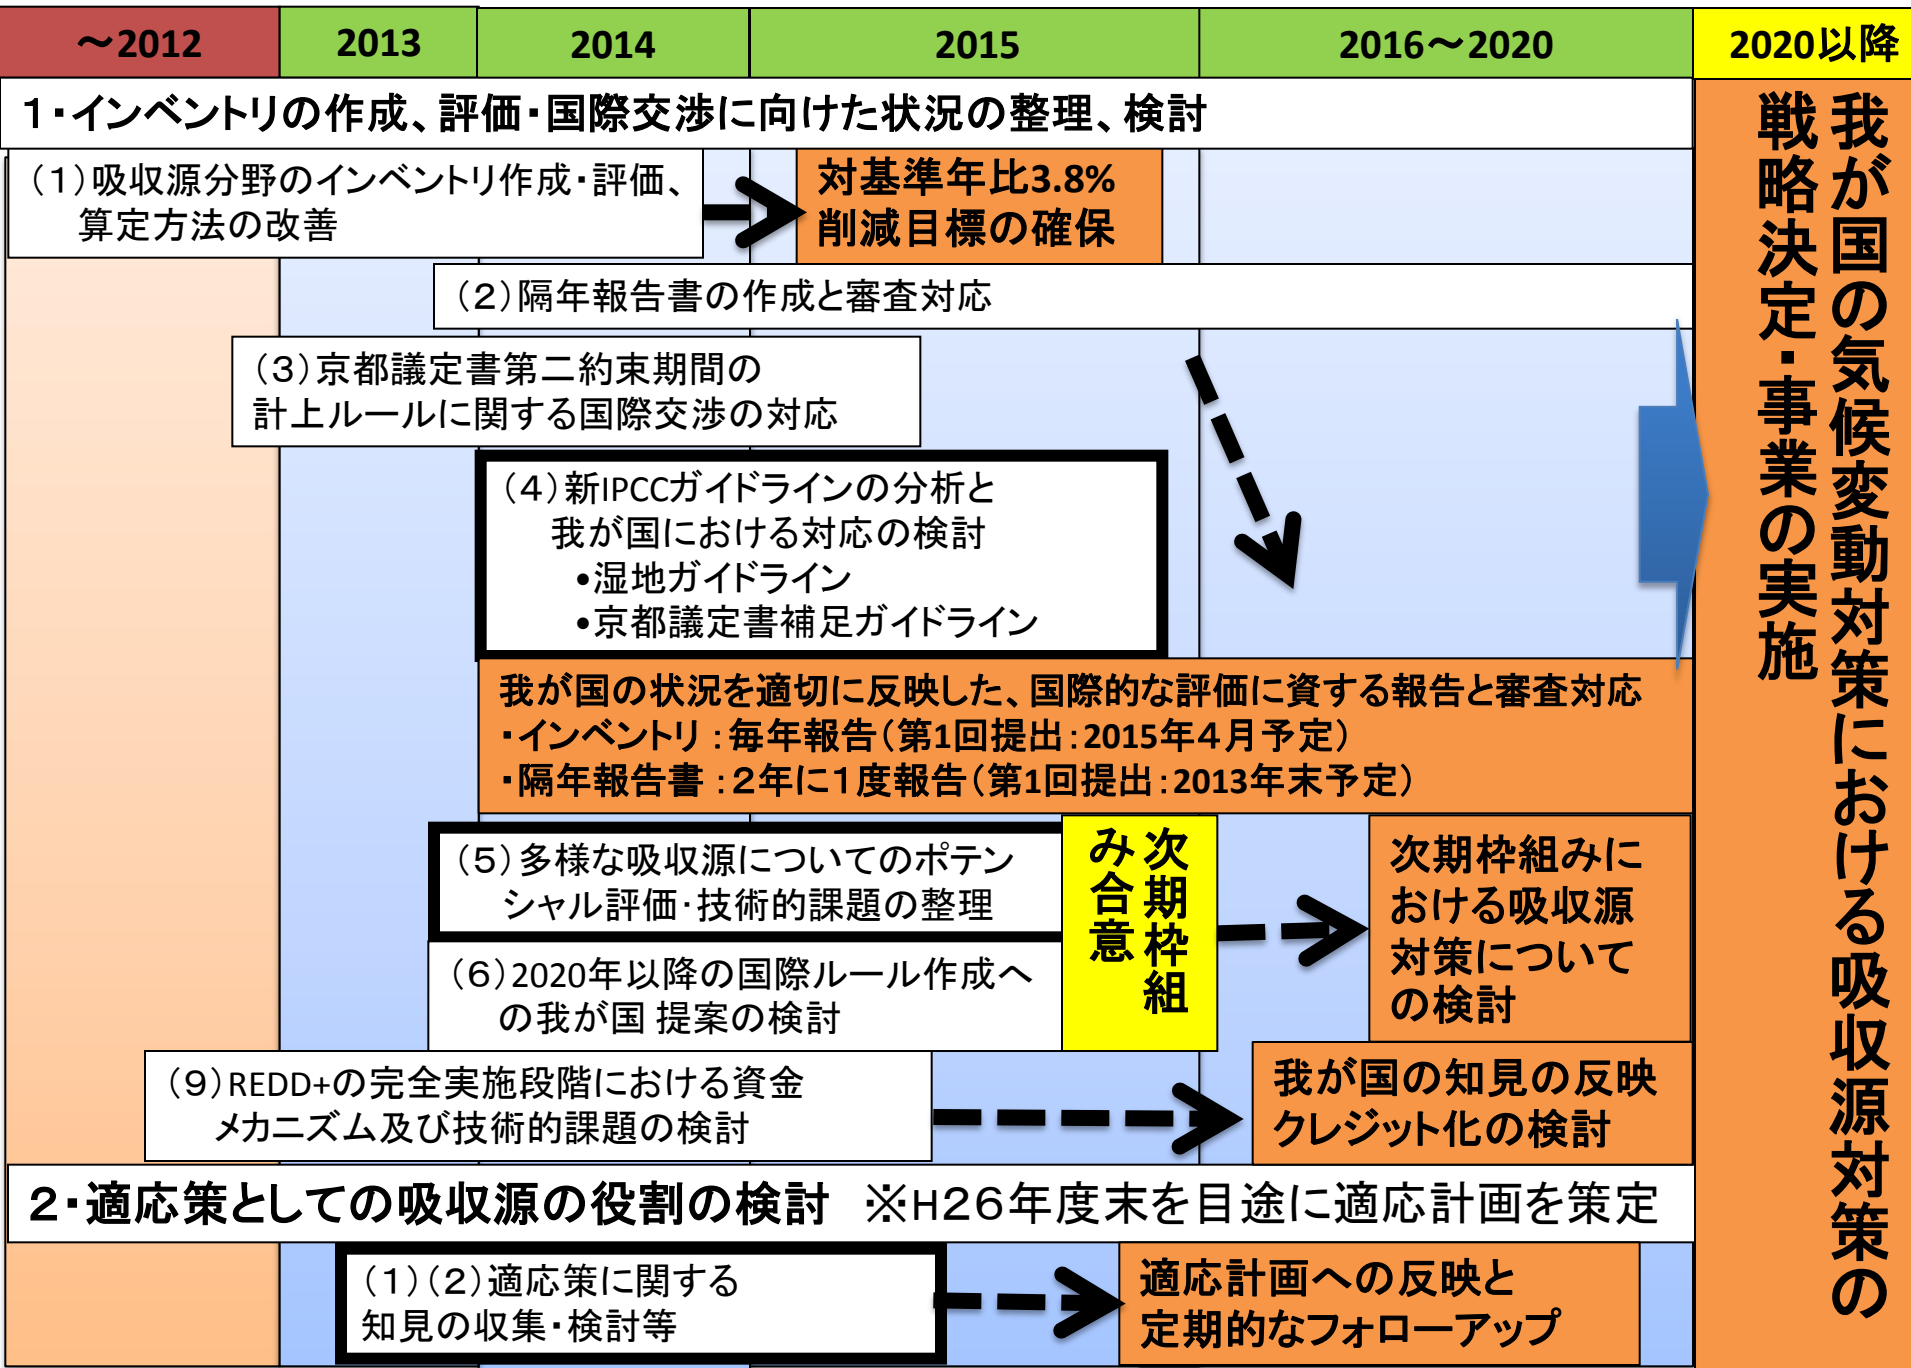 ～2012
2013
2014
2015
2016～2020
2020以降
1・インベントリの作成、評価・国際交渉に向けた状況の整理、検討
（1）吸収源分野のインベントリ作成・評価、
算定方法の改善
対基準年比3.8%
削減目標の確保
（2）隔年報告書の作成と審査対応
（3）京都議定書第二約束期間の
計上ルールに関する国際交渉の対応
（4）新IPCCガイドラインの分析と
我が国における対応の検討
•湿地ガイドライン
•京都議定書補足ガイドライン
我が国の状況を適切に反映した、国際的な評価に資する報告と審査対応
・インベントリ：毎年報告（第1回提出：2015年４月予定）
・隔年報告書：２年に１度報告（第1回提出：2013年末予定）
（5）多様な吸収源についてのポテン
シャル評価・技術的課題の整理
（6）2020年以降の国際ルール作成へ
の我が国 提案の検討
次期枠組
み合意
次期枠組みに
おける吸収源
対策について
の検討
（9）REDD+の完全実施段階における資金
メカニズム及び技術的課題の検討
我が国の知見の反映
クレジット化の検討
2・適応策としての吸収源の役割の検討　※H26年度末を目途に適応計画を策定
（1）（2）適応策に関する
知見の収集・検討等
適応計画への反映と
定期的なフォローアップ
我が国の気候変動対策における吸収源対策の
戦略決定・事業の実施